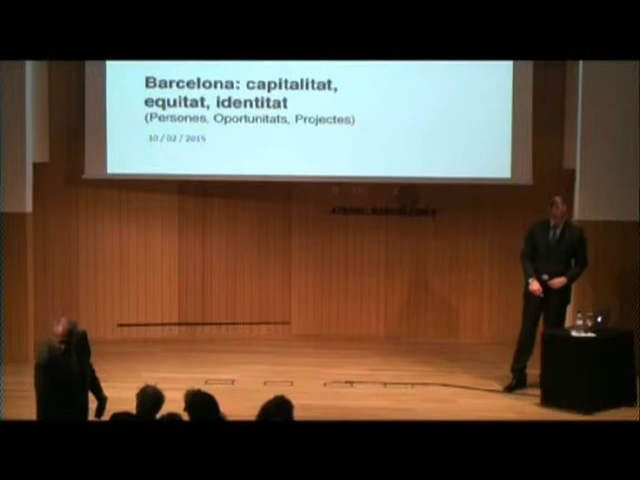 Barcelona: capitalitat,
equitat, identitat
(Persones, Oportunitats, Projectes)
10 / 02 / 2015
ATENEU BARCELONÈS